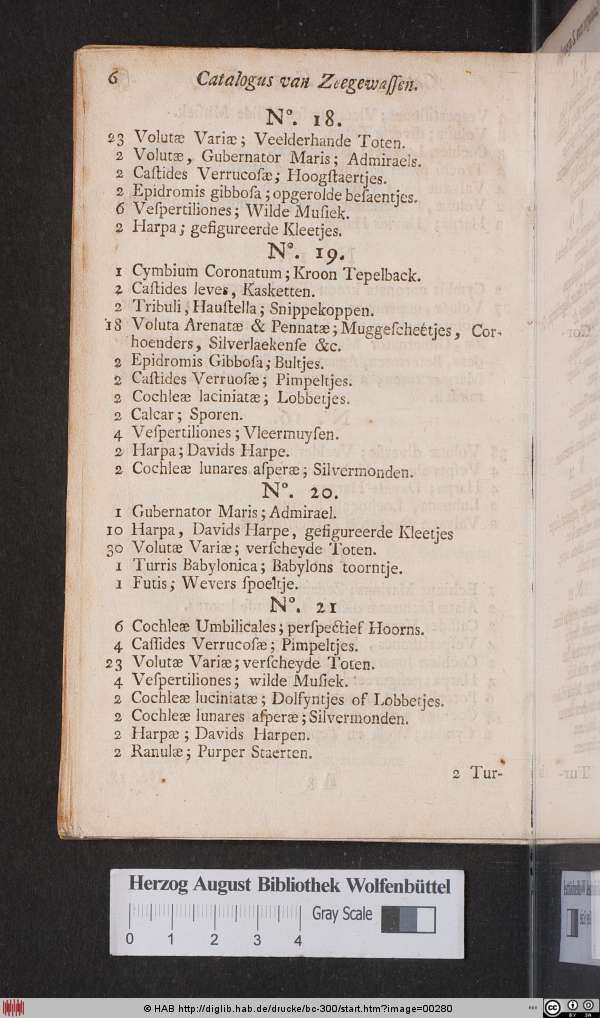 6 Catalogus van Zeegewaſſen.
Nº. 18.
23 Volutæ Variæ; Veelderhande Toten.
2 Volutæ, Gubernator Maris; Admiraels.
2 Caſtides Verrucoſæ; Hoogſtaertjes.
2 Epidromis gibboſa; opgerolde beſaentjes.
6 Veſpertiliones; Wilde Muſiek.
2 Harpa; gefigureerde Kleetjes.
Nº. 19.
1 Cymbium Coronatum; Kroon Tepelback.
2 Caſtides leves, Kasketten.
2 Tribuli, Hauſtella; Snippekoppen.
18 Voluta Arenatæ & Pennatæ; Muggeſcheétjes, Cor-
hoenders, Silverlaekenſe &c.
2 Epidromis Gibboſa; Bultjes.
2 Caſtides Verruoſæ; Pimpeltjes.
2 Cochleæ laciniatæ; Lobbetjes.
2 Calcar; Sporen.
4 Veſpertiliones; Vleermuyſen.
2 Harpa; Davids Harpe.
2 Cochleæ lunares aſperæ; Silvermonden.
Nº. 20.
1 Gubernator Maris; Admirael.
10 Harpa, Davids Harpe, gefigureerde Kleetjes
30 Volutæ Variæ; verſcheyde Toten.
1 Turris Babylonica; Babylons toorntje.
1 Futis; Wevers ſpoeltje.
Nº. 21
6 Cochleæ Umbilicales; perſpectief Hoorns.
4 Caſſides Verrucoſæ; Pimpeltjes.
23 Volutæ Variæ; verſcheyde Toten.
4 Veſpertiliones; wilde Muſiek.
2 Cochleæ luciniatæ; Dolfyntjes of Lobbetjes.
2 Cochleæ lunares aſperæ; Silvermonden.
2 Harpæ; Davids Harpen.
2 Ranulæ; Purper Staerten.
2 Tur-
Herzog August Bibliothek Wolfenbüttel
Gray Scale
0 1 2 3 4
© HAB http://diglib.hab.de/drucke/bc-300/start.htm?image=00280
CC BY SA